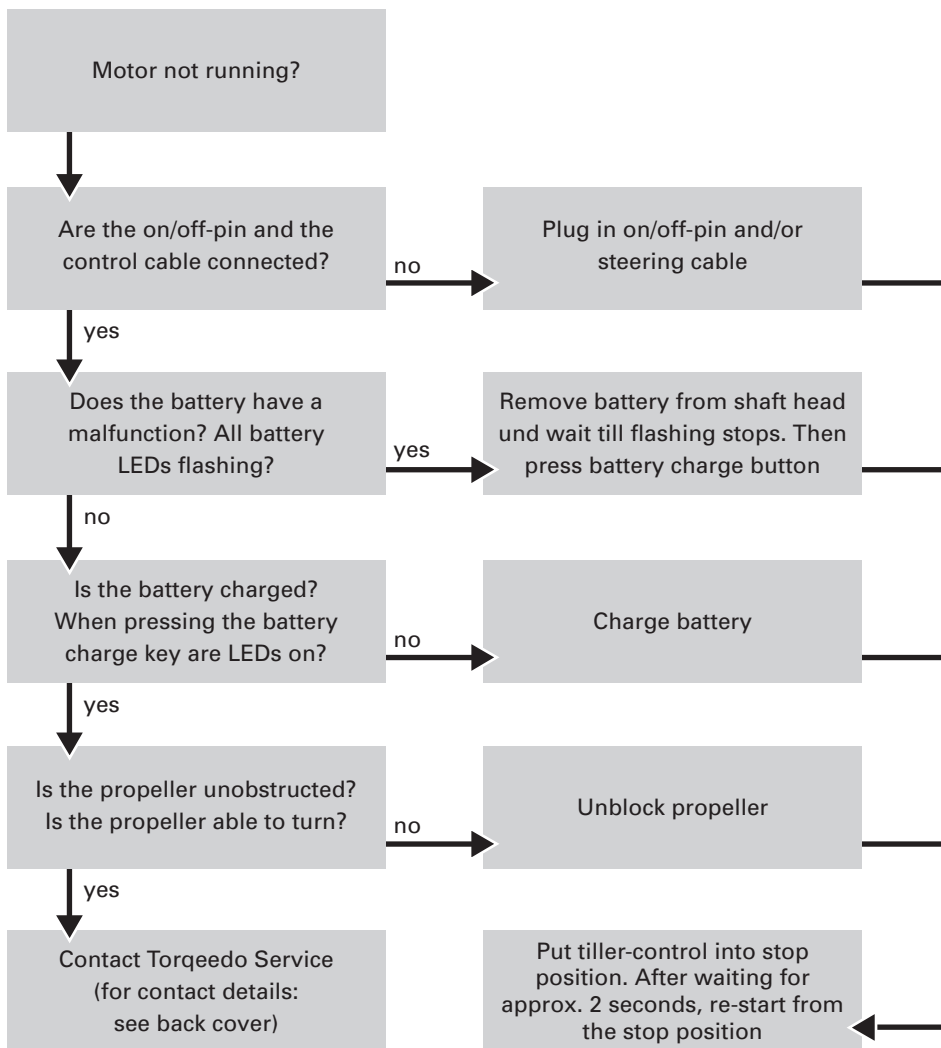 Motor not running?
Are the on/off-pin and the
control cable connected?
no
Plug in on/off-pin and/or
steering cable
yes
Does the battery have a
malfunction? All battery
LEDs flashing?
yes
Remove battery from shaft head
und wait till flashing stops. Then
press battery charge button
no
Is the battery charged?
When pressing the battery
charge key are LEDs on?
no
Charge battery
yes
Is the propeller unobstructed?
Is the propeller able to turn?
no
Unblock propeller
yes
Contact Torqeedo Service
(for contact details:
see back cover)
Put tiller-control into stop
position. After waiting for
approx. 2 seconds, re-start from
the stop position